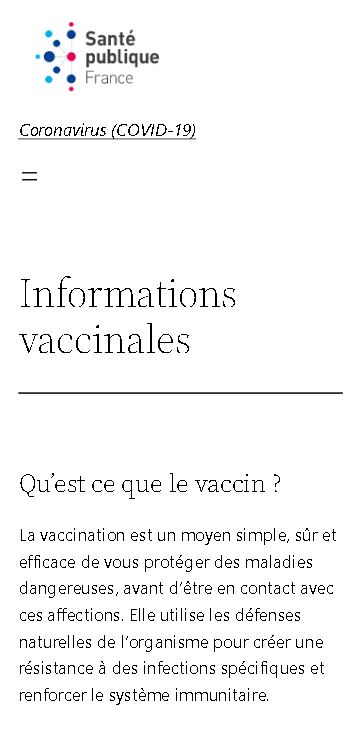 Santé
publique
France
Coronavirus (COVID-19)
Informations
vaccinales
Qu’est ce que le vaccin ?
La vaccination est un moyen simple, sûr et
efficace de vous protéger des maladies
dangereuses, avant d’être en contact avec
ces affections. Elle utilise les défenses
naturelles de l’organisme pour créer une
résistance à des infections spécifiques et
renforcer le système immunitaire.